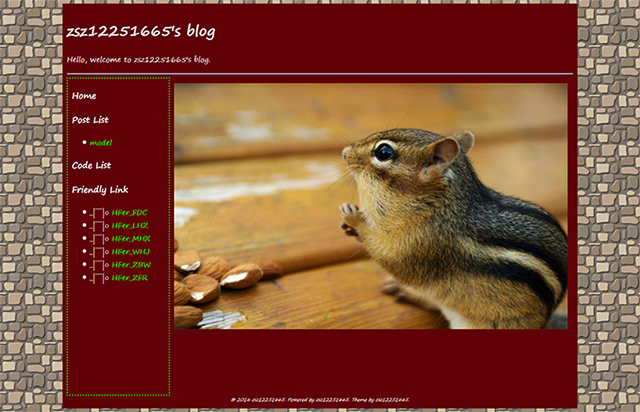 zsz12251665's blog
Hello, welcome to zsz12251665's blog.
Home
Post List
model
Code List
Friendly Link
HFer_FDC
HFer_LHZ
HFer_MHX
HFer_WHJ
HFer_ZBW
HFer_ZFR
© 2016 zsz12251665. Powered by zsz12251665. Theme by zsz12251665.